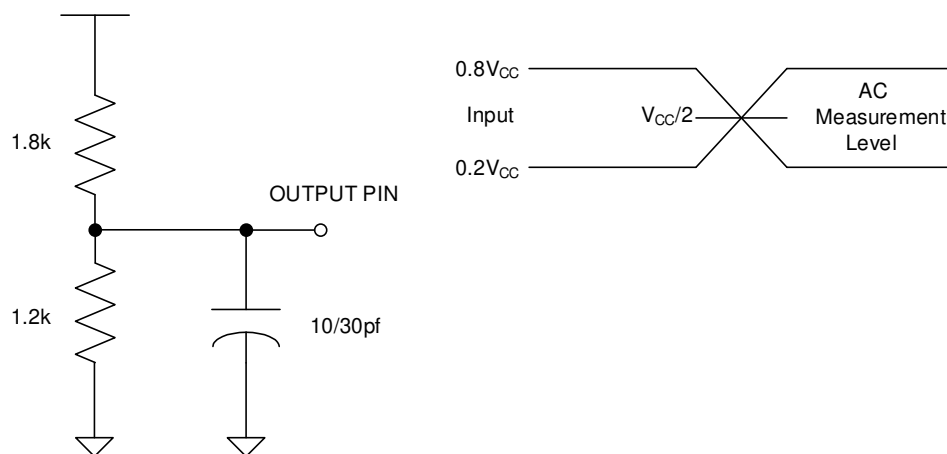 1.8k
1.2k
OUTPUT PIN
10/30pf
0.8VCC
Input
VCC/2
0.2VCC
AC
Measurement
Level